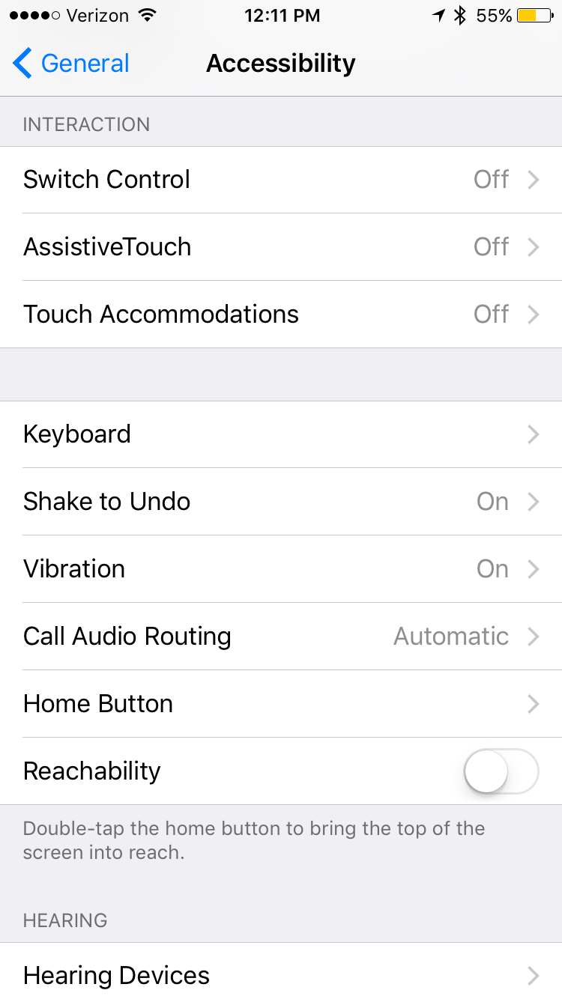 Verizon 12:11 PM 55%
General Accessibility
INTERACTION
Switch Control Off
AssistiveTouch Off
Touch Accommodations Off
Keyboard
Shake to Undo On
Vibration On
Call Audio Routing Automatic
Home Button
Reachability
Double-tap the home button to bring the top of the
screen into reach.
HEARING
Hearing Devices